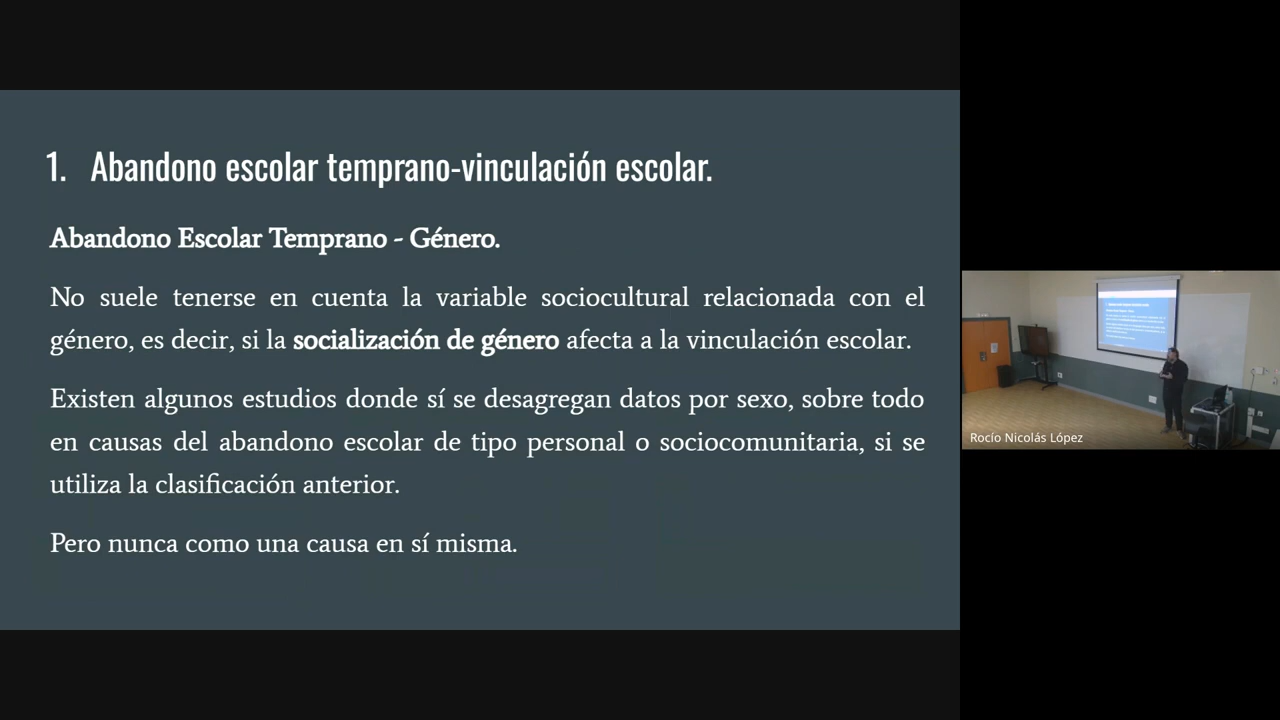 1. Abandono escolar temprano-vinculación escolar.
Abandono Escolar Temprano - Género.
No suele tenerse en cuenta la variable sociocultural relacionada con el
género, es decir, si la socialización de género afecta a la vinculación escolar.
Existen algunos estudios donde sí se desagregan datos por sexo, sobre todo
en causas del abandono escolar de tipo personal o sociocomunitaria, si se
utiliza la clasificación anterior.
Pero nunca como una causa en sí misma.
Rocío Nicolás López